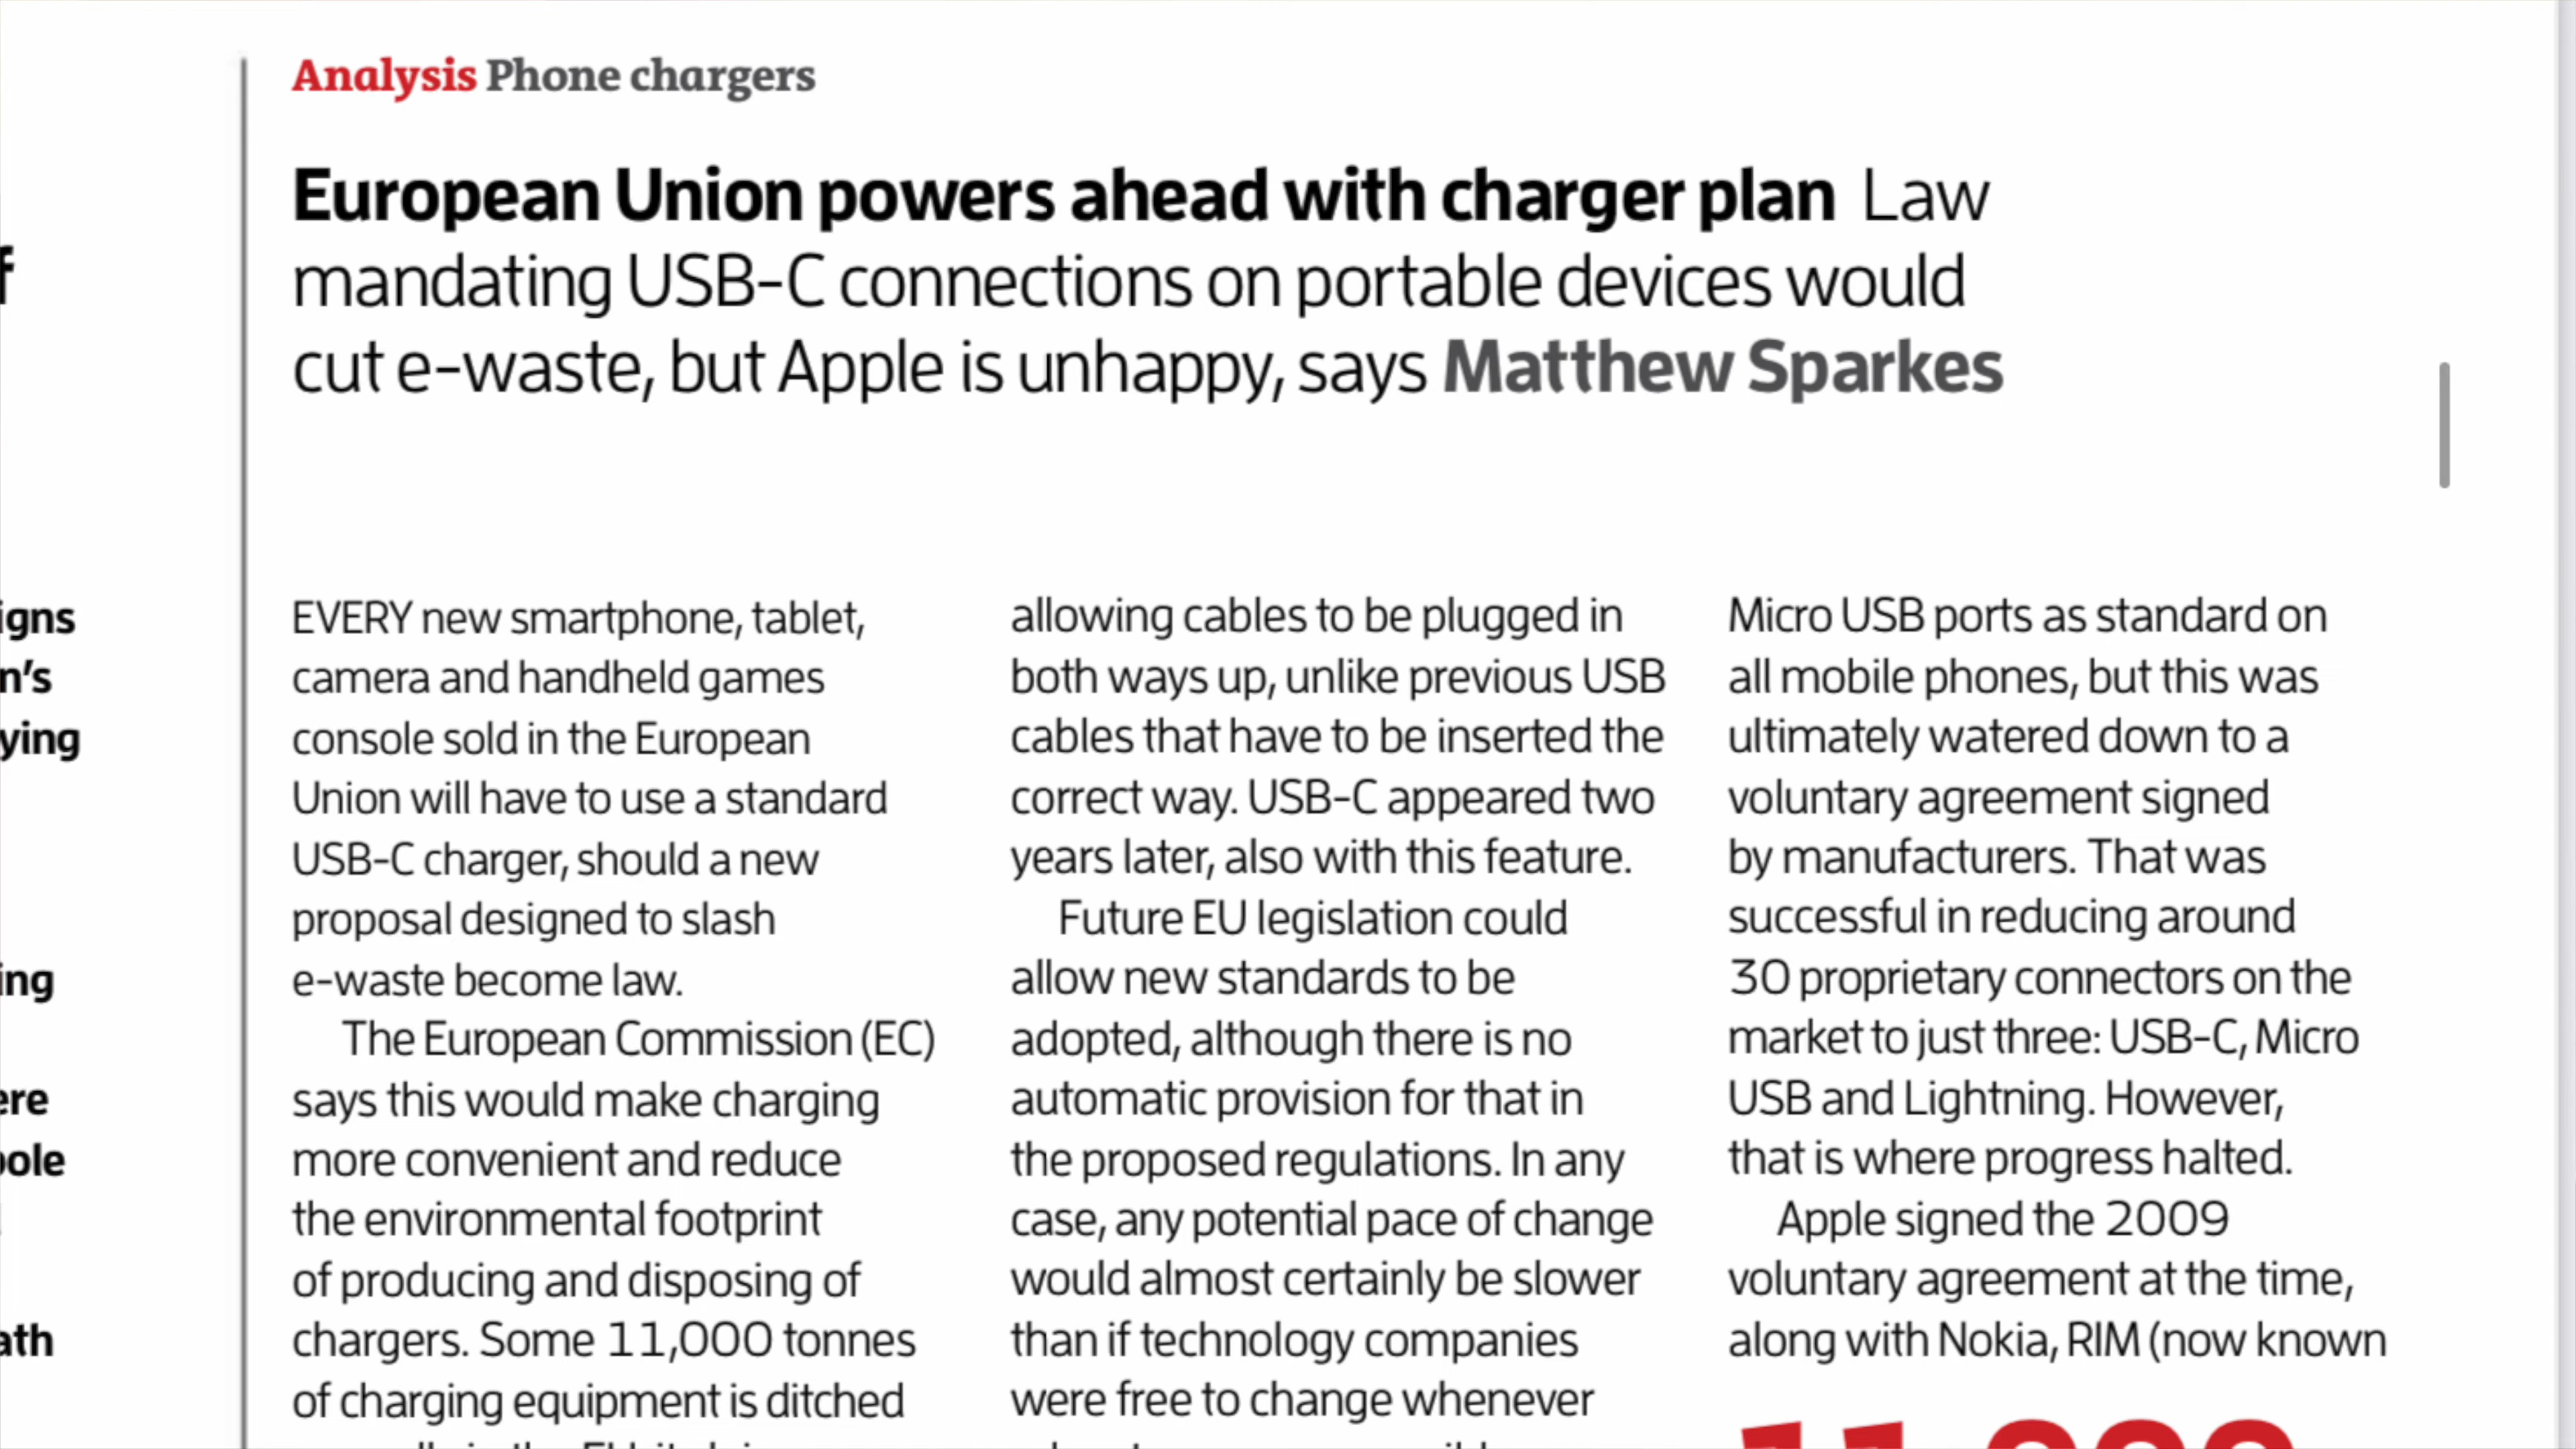 Analysis Phone chargers
European Union powers ahead with charger plan Law
mandating USB-C connections on portable devices would
cut e-waste, but Apple is unhappy, says Matthew Sparkes
f
igns
n's
ying
ing
ere
ole
ath
EVERY new smartphone, tablet,
camera and handheld games
console sold in the European
Union will have to use a standard
USB-C charger, should a new
proposal designed to slash
e-waste become law.
The European Commission (EC)
says this would make charging
more convenient and reduce
the environmental footprint
of producing and disposing of
chargers. Some 11,000 tonnes
of charging equipment is ditched
allowing cables to be plugged in
both ways up, unlike previous USB
cables that have to be inserted the
correct way. USB-C appeared two
years later, also with this feature.
Future EU legislation could
allow new standards to be
adopted, although there is no
automatic provision for that in
the proposed regulations. In any
case, any potential pace of change
would almost certainly be slower
than if technology companies
were free to change whenever
Micro USB ports as standard on
all mobile phones, but this was
ultimately watered down to a
voluntary agreement signed
by manufacturers. That was
successful in reducing around
30 proprietary connectors on the
market to just three: USB-C, Micro
USB and Lightning. However,
that is where progress halted.
Apple signed the 2009
voluntary agreement at the time,
along with Nokia, RIM (now known